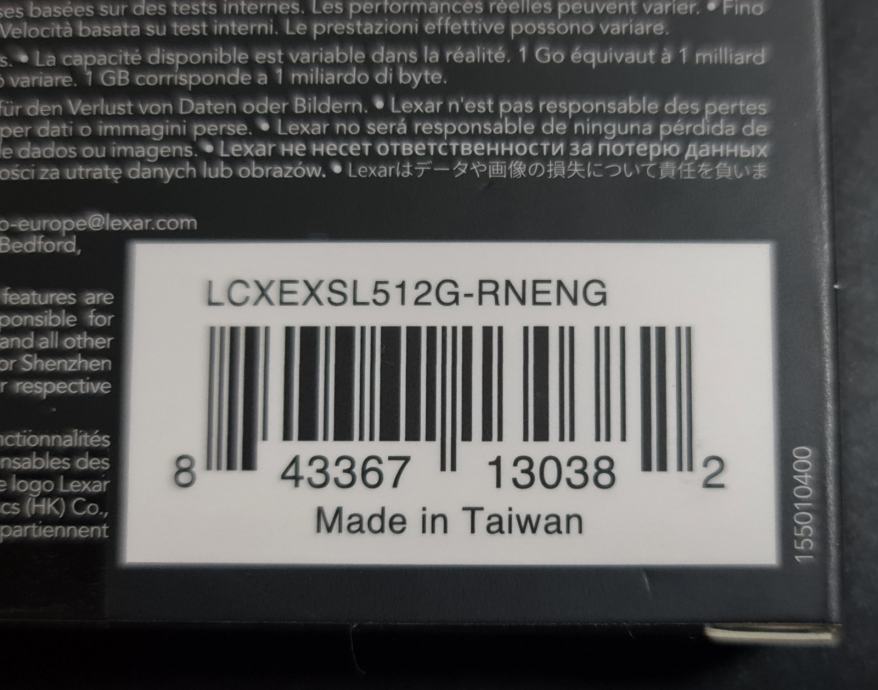 ses basées sur des tests internes. Les performances réelles peuvent varier. • Fino
Velocità basata su test interni. Le prestazioni effettive possono variare.
s. • La capacité disponible est variable dans la réalité. 1 Go équivaut à 1 milliard
ò variare. 1 GB corrisponde a 1 miliardo di byte.
für den Verlust von Daten oder Bildern. • Lexar n'est pas responsable des pertes
per dati o immagini perse. • Lexar no será responsable de ninguna pérdida de
e dados ou imagens. • Lexar не несет ответственности за потерю данных
ości za utratę danych lub obrazów. • Lexarはデータや画像の損失について責任を負いま
o-europe@lexar.com
Bedford,
features are
ponsible for
and all other
or Shenzhen
r respective
nctionnalités
nsables des
e logo Lexar
cs (HK) Co.,
partiennent
LCXEXSL512G-RNENG
8 43367 13038 2
Made in Taiwan
155010400